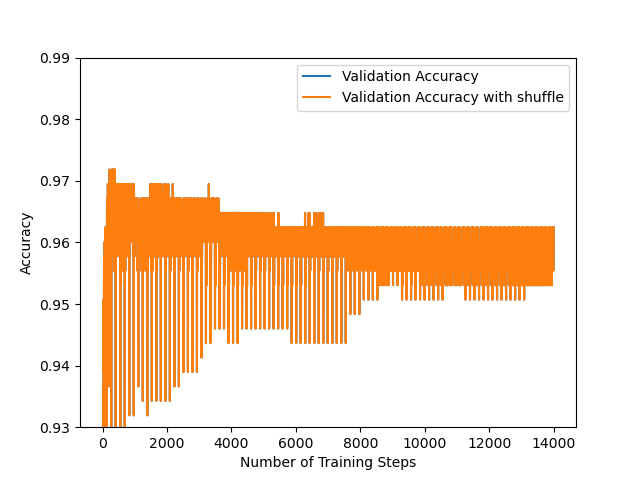 0.99
0.98
0.97
0.96
0.95
0.94
0.93
Accuracy
Validation Accuracy
Validation Accuracy with shuffle
0 2000 4000 6000 8000 10000 12000 14000
Number of Training Steps